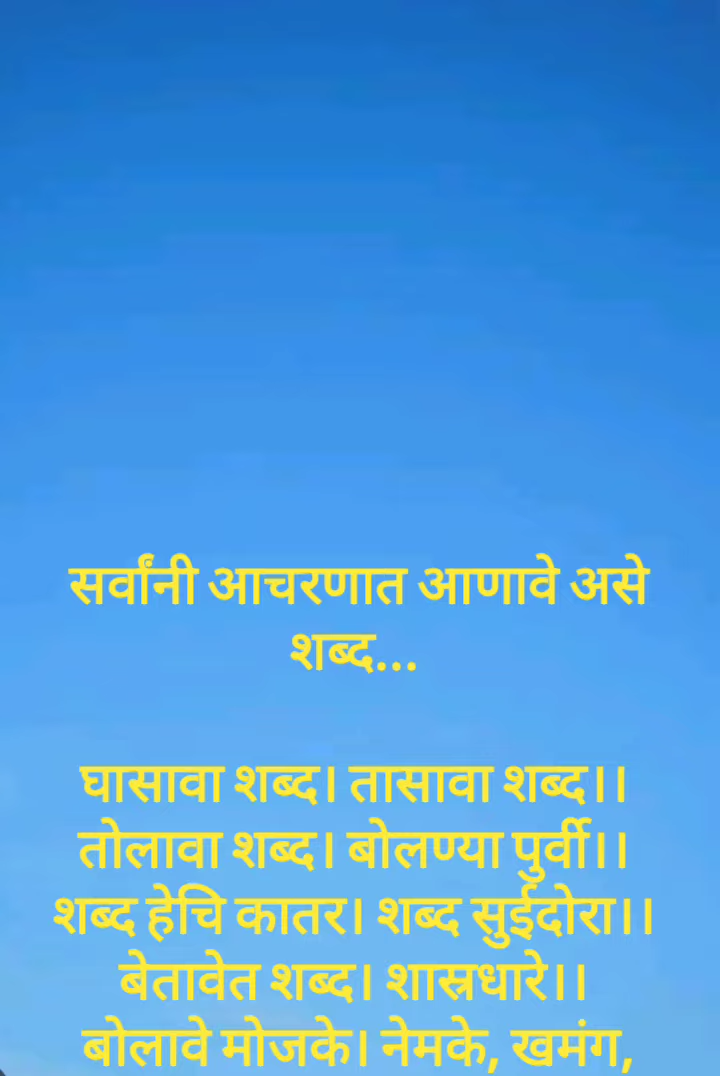 सर्वांनी आचरणात आणावे असे
शब्द...
घासावा शब्द। तासावा शब्द।।
तोलावा शब्द। बोलण्या पुर्वी।।
शब्द हेचि कातर। शब्द सुईदोरा।।
बेतावेत शब्द। शास्रधारे।।
बोलावे मोजके। नेमके, खमंग,